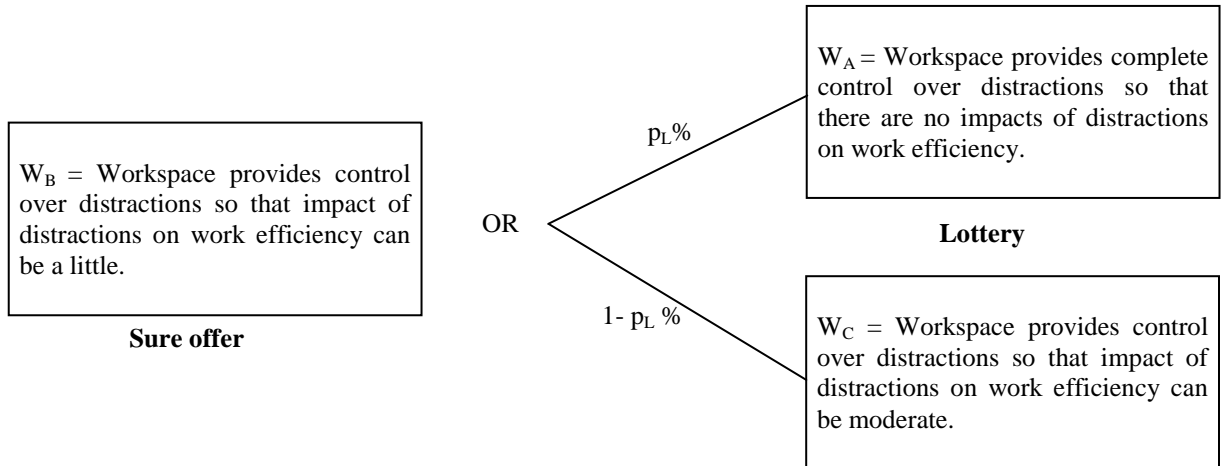 W_B = Workspace provides control
over distractions so that impact of
distractions on work efficiency can
be a little.
Sure offer
OR
p_L%
1- p_L %
W_A = Workspace provides complete
control over distractions so that
there are no impacts of distractions
on work efficiency.
Lottery
W_C = Workspace provides control
over distractions so that impact of
distractions on work efficiency can
be moderate.